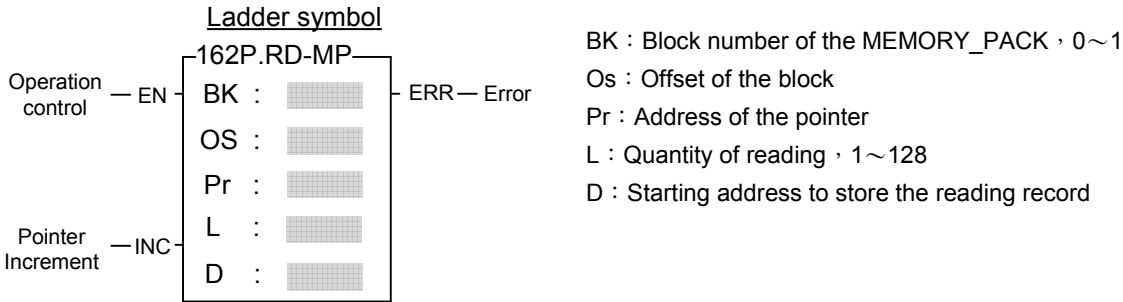 Ladder symbol
162P.RD-MP
Operation
control
EN
BK :
ERR
Error
OS :
Pr :
L :
Pointer
Increment
INC
D :
BK：Block number of the MEMORY_PACK，0～1
Os：Offset of the block
Pr：Address of the pointer
L：Quantity of reading，1～128
D：Starting address to store the reading record